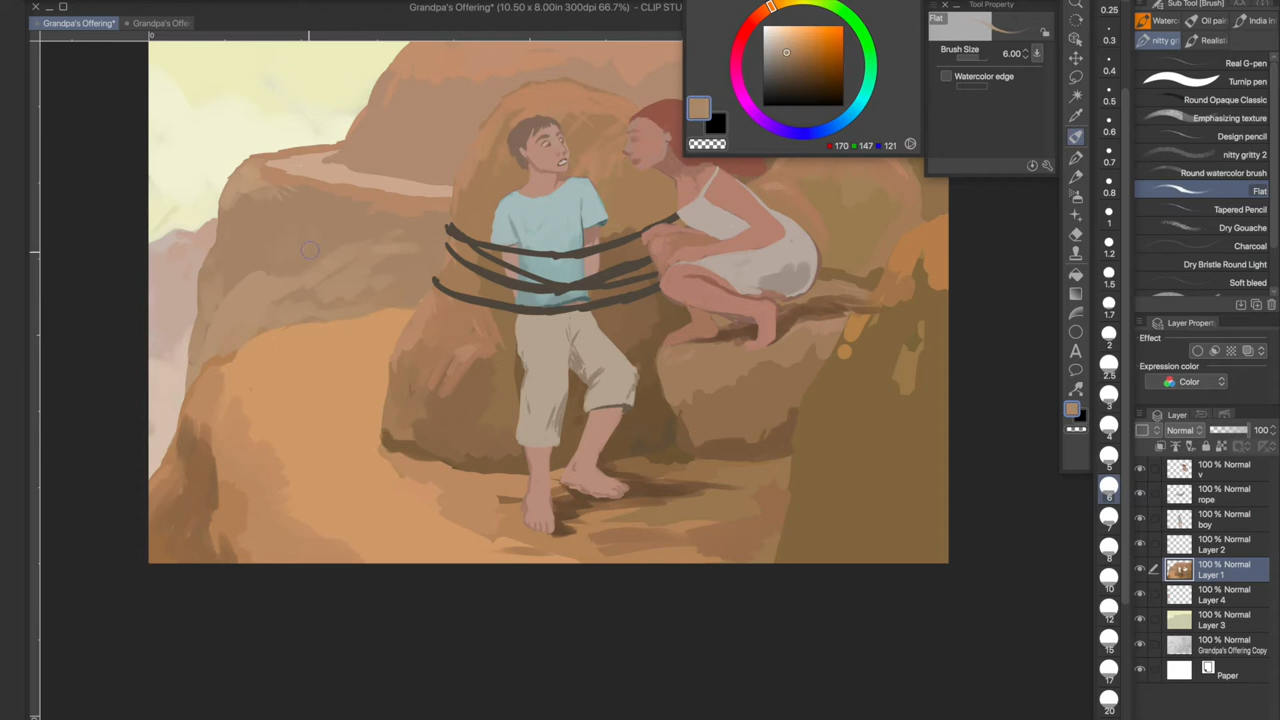 Grandpa's Offering* (10.50 x 8.00in 300dpi 66.7%) - CLIP STU
Grandpa's Offering*
Grandpa's Offe
0
Tool Property
Flat
Brush Size
6.00
Watercolor edge
170
147
121
0.25
0.3
0.4
0.5
0.6
0.7
0.8
1
1.2
1.5
1.7
2
2.5
3
4
5
6
7
8
10
12
15
17
20
Sub Tool[Brush]
Waterc
Oil pain
India in
nitty gri
Realist
Real G-pen
Turnip pen
Round Opaque Classic
Emphasizing texture
Design pencil
nitty gritty 2
Round watercolor brush
Flat
Tapered Pencil
Dry Gouache
Charcoal
Dry Bristle Round Light
Soft bleed
Layer Propert
Effect
Expression color
Color
Layer
Normal
100
100 % Normal
v
100 % Normal
rope
100 % Normal
boy
100 % Normal
Layer 2
100 % Normal
Layer 1
100 % Normal
Layer 4
100 % Normal
Layer 3
100 % Normal
Grandpa's Offering Copy
Paper